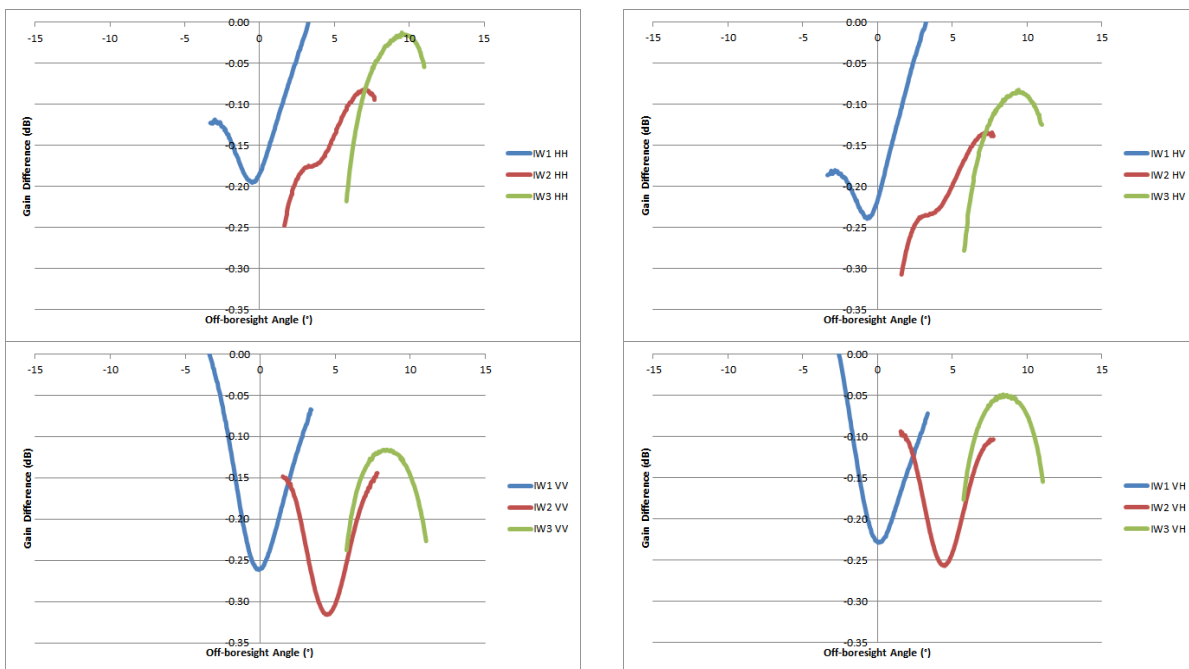 0.00
-15 -10 -5 0 5 10 15
-0.05
-0.10
-0.15
-0.20
-0.25
-0.30
-0.35
Gain Difference (dB)
Off-boresight Angle (°)
IW1 HH
IW2 HH
IW3 HH
0.00
-15 -10 -5 0 5 10 15
-0.05
-0.10
-0.15
-0.20
-0.25
-0.30
-0.35
Gain Difference (dB)
Off-boresight Angle (°)
IW1 HV
IW2 HV
IW3 HV
0.00
-15 -10 -5 0 5 10 15
-0.05
-0.10
-0.15
-0.20
-0.25
-0.30
-0.35
Gain Difference (dB)
Off-boresight Angle (°)
IW1 VV
IW2 VV
IW3 VV
0.00
-15 -10 -5 0 5 10 15
-0.05
-0.10
-0.15
-0.20
-0.25
-0.30
-0.35
Gain Difference (dB)
Off-boresight Angle (°)
IW1 VH
IW2 VH
IW3 VH